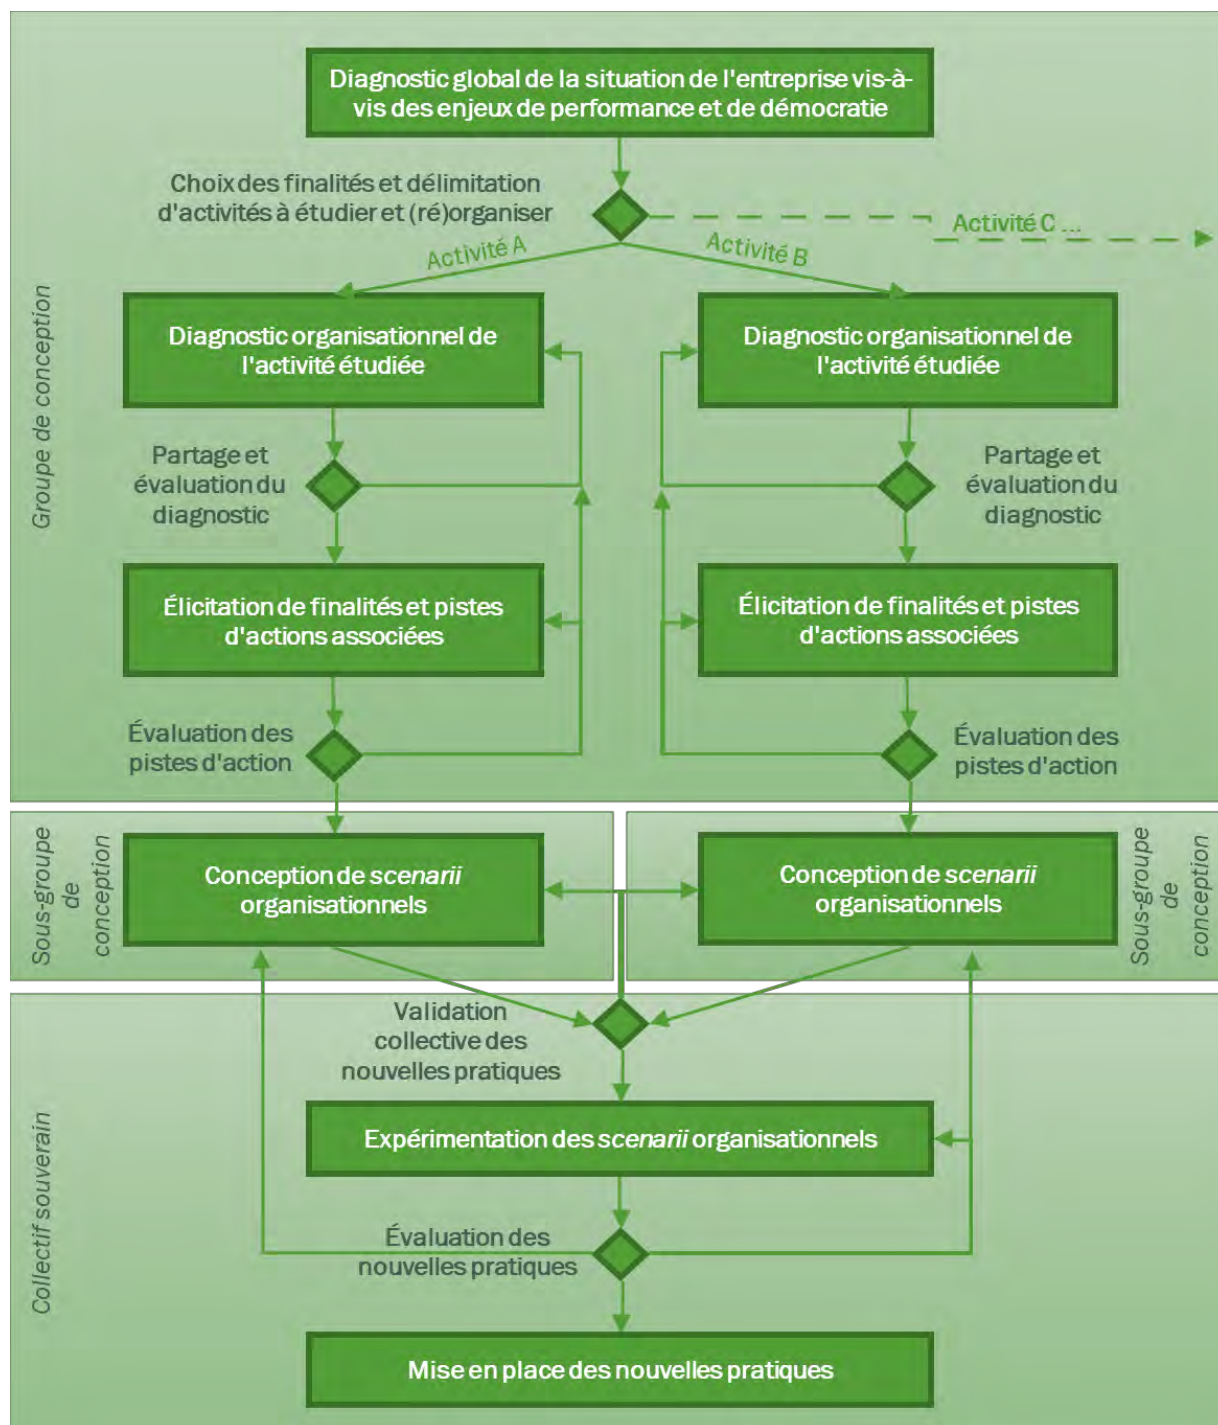 Diagnostic global de la situation de l'entreprise vis-à-
vis des enjeux de performance et de démocratie
Choix des finalités et délimitation
d'activités à étudier et (ré)organiser
Activité A
Activité B
Activité C ...
Groupe de conception
Diagnostic organisationnel de
l'activité étudiée
Diagnostic organisationnel de
l'activité étudiée
Partage et
évaluation du
diagnostic
Partage et
évaluation du
diagnostic
Élicitation de finalités et pistes
d'actions associées
Élicitation de finalités et pistes
d'actions associées
Évaluation des
pistes d'action
Évaluation des
pistes d'action
Sous-groupe
de
conception
Conception de scenarii
organisationnels
Conception de scenarii
organisationnels
Sous-groupe
de
conception
Validation
collective des
nouvelles pratiques
Collectif souverain
Expérimentation des scenarii organisationnels
Évaluation des
nouvelles pratiques
Mise en place des nouvelles pratiques